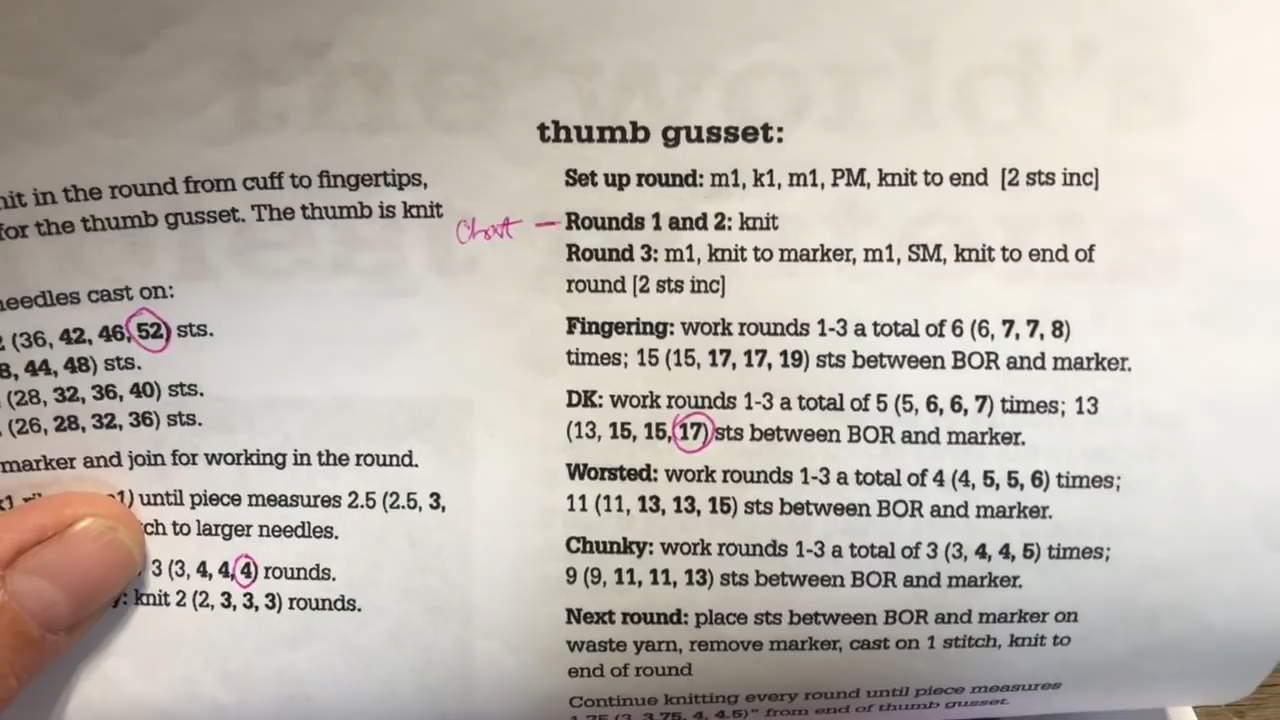 nit in the round from cuff to fingertips,
for the thumb gusset. The thumb is knit
needles cast on:
(36, 42, 46, 52) sts.
8, 44, 48) sts.
(28, 32, 36, 40) sts.
(26, 28, 32, 36) sts.
marker and join for working in the round.
1) until piece measures 2.5 (2.5, 3,
ch to larger needles.
3 (3, 4, 4, 4) rounds.
: knit 2 (2, 3, 3, 3) rounds.
thumb gusset:
Set up round: m1, k1, m1, PM, knit to end [2 sts inc]
Chart — Rounds 1 and 2: knit
Round 3: m1, knit to marker, m1, SM, knit to end of
round [2 sts inc]
Fingering: work rounds 1-3 a total of 6 (6, 7, 7, 8)
times; 15 (15, 17, 17, 19) sts between BOR and marker.
DK: work rounds 1-3 a total of 5 (5, 6, 6, 7) times; 13
(13, 15, 15, 17) sts between BOR and marker.
Worsted: work rounds 1-3 a total of 4 (4, 5, 5, 6) times;
11 (11, 13, 13, 15) sts between BOR and marker.
Chunky: work rounds 1-3 a total of 3 (3, 4, 4, 5) times;
9 (9, 11, 11, 13) sts between BOR and marker.
Next round: place sts between BOR and marker on
waste yarn, remove marker, cast on 1 stitch, knit to
end of round
Continue knitting every round until piece measures
(3, 3.75, 4, 4.5)" from end of thumb gusset.